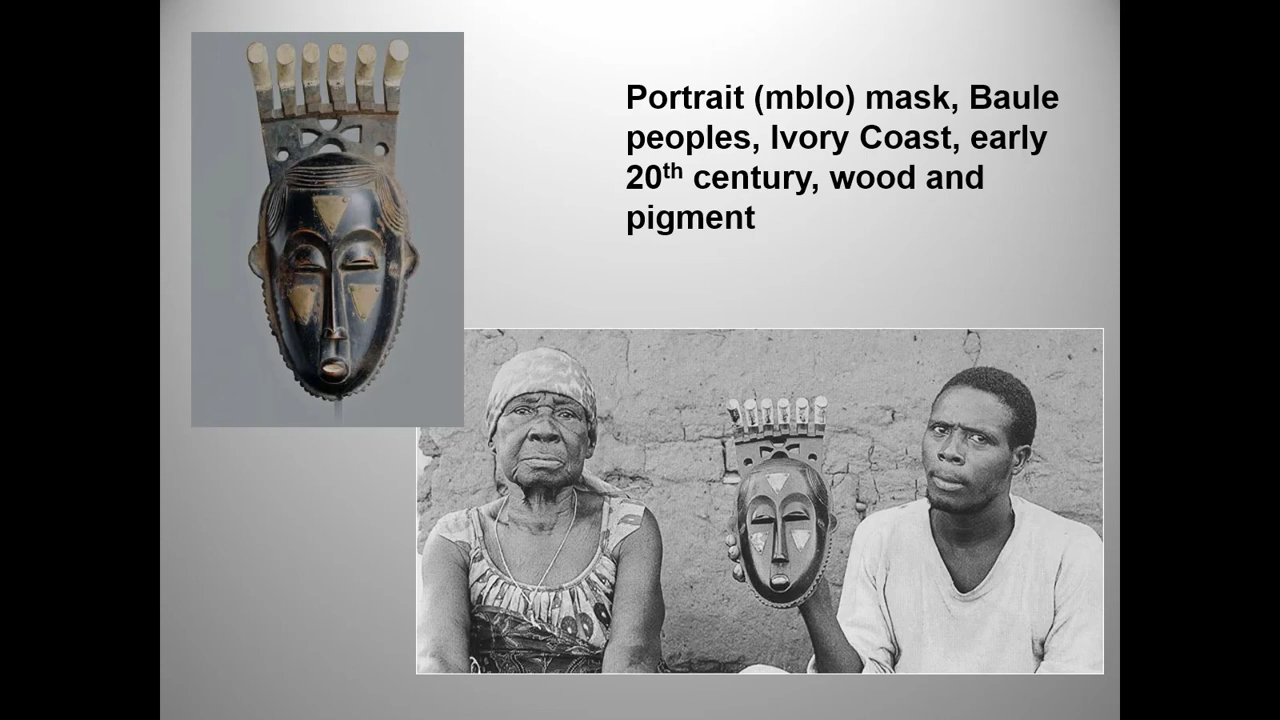 Portrait (mblo) mask, Baule
peoples, Ivory Coast, early
20th century, wood and
pigment